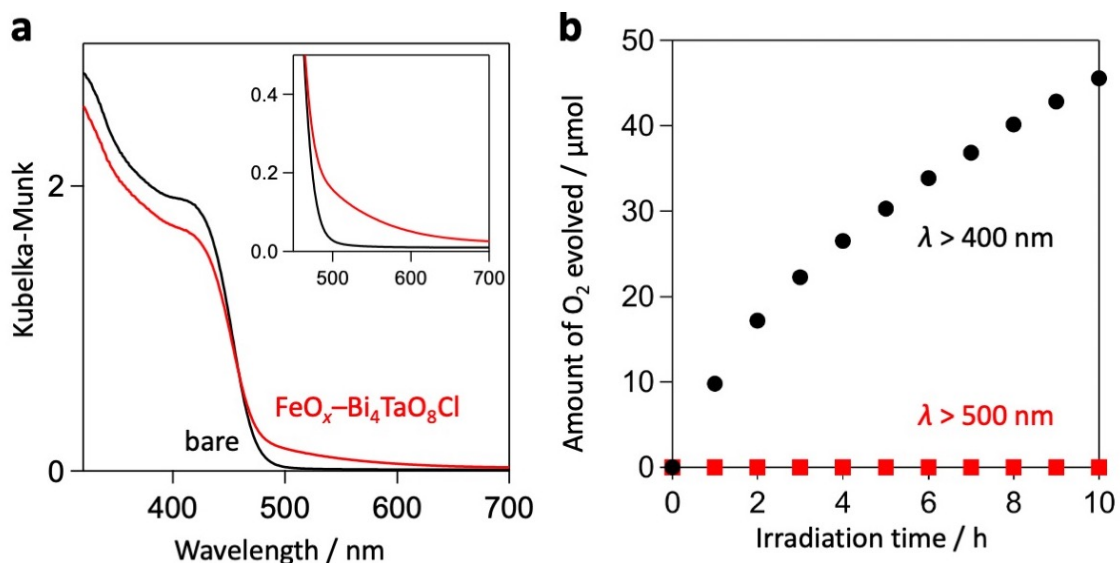 a
Kubelka-Munk
2
0
400
500
600
700
Wavelength / nm
bare
FeOₓ–Bi₄TaO₈Cl
0.4
0.2
0.0
500
600
700
b
Amount of O₂ evolved / μmol
50
40
30
20
10
0
0
2
4
6
8
10
Irradiation time / h
λ > 400 nm
λ > 500 nm